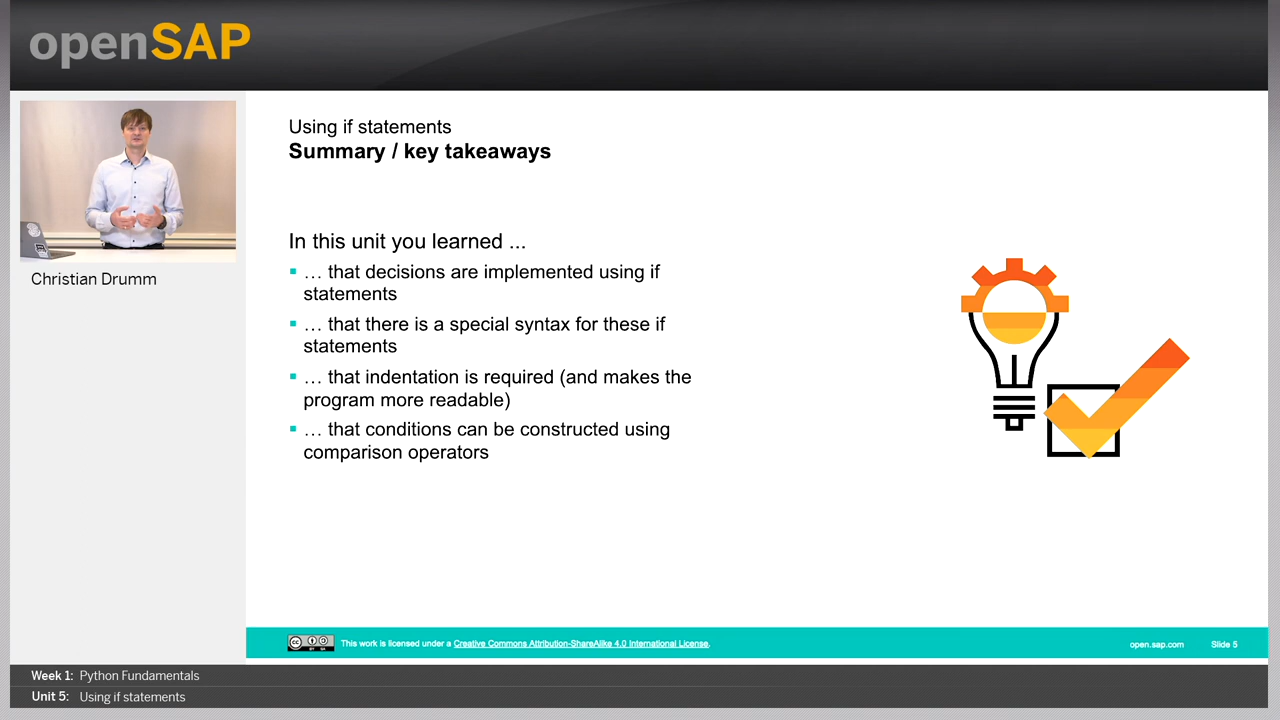 openSAP
Using if statements
Summary / key takeaways
Christian Drumm
In this unit you learned ...
… that decisions are implemented using if
statements
… that there is a special syntax for these if
statements
… that indentation is required (and makes the
program more readable)
… that conditions can be constructed using
comparison operators
cc BY SA This work is licensed under a Creative Commons Attribution-ShareAlike 4.0 International License. open.sap.com Slide 5
Week 1: Python Fundamentals
Unit 5: Using if statements